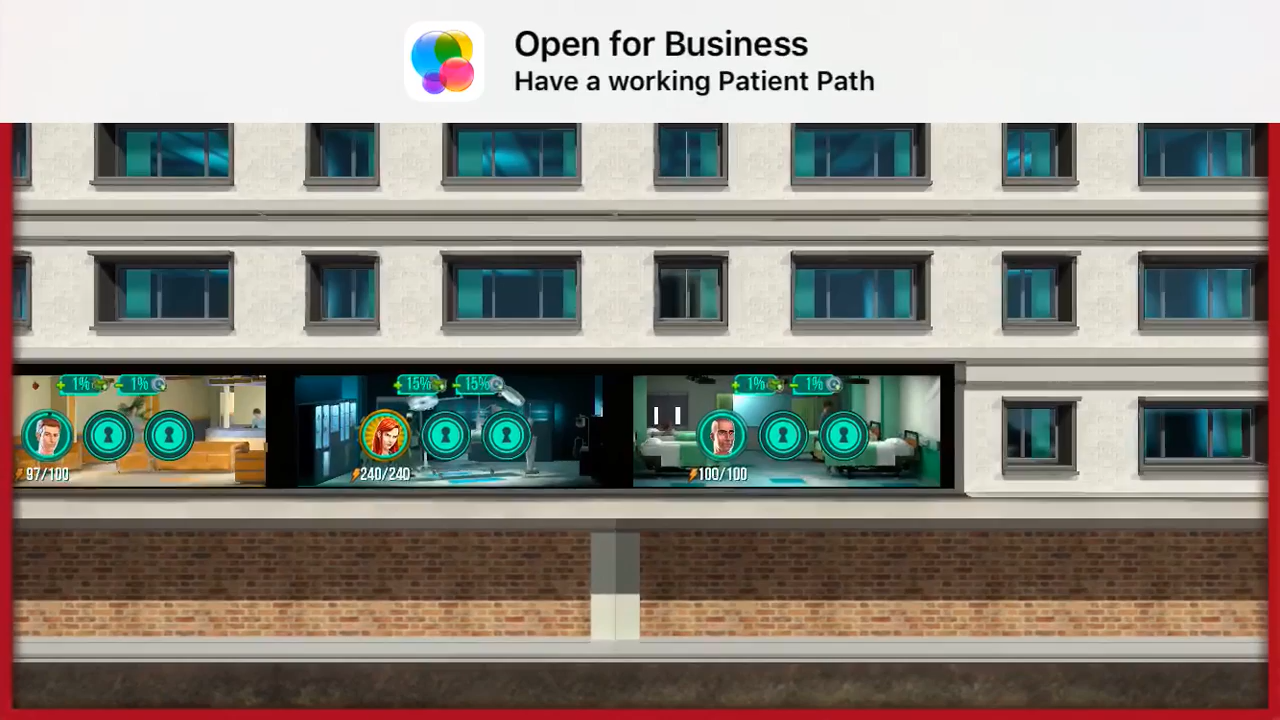 Open for Business
Have a working Patient Path
+ 1% - 1%
+ 15% - 15%
+ 1% - 1%
97/100
240/240
100/100